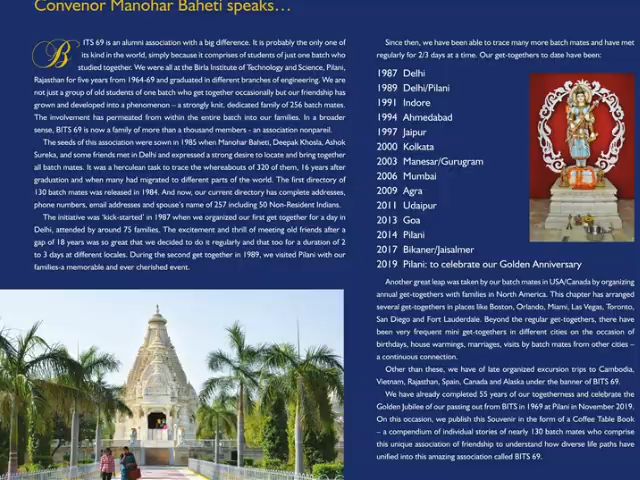 Convenor Manohar Baheti speaks...
BITS 69 is an alumni association with a big difference. It is probably the only one of
its kind in the world, simply because it comprises of students of just one batch who
studied together. We were all at the Birla Institute of Technology and Science, Pilani,
Rajasthan for five years from 1964-69 and graduated in different branches of engineering. We are
not just a group of old students of one batch who get together occasionally but our friendship has
grown and developed into a phenomenon – a strongly knit, dedicated family of 256 batch mates.
The involvement has permeated from within the entire batch into our families. In a broader
sense, BITS 69 is now a family of more than a thousand members - an association nonpareil.
The seeds of this association were sown in 1985 when Manohar Baheti, Deepak Khosla, Ashok
Sureka, and some friends met in Delhi and expressed a strong desire to locate and bring together
all batch mates. It was a herculean task to trace the whereabouts of 320 of them, 16 years after
graduation and when many had migrated to different parts of the world. The first directory of
130 batch mates was released in 1984. And now, our current directory has complete addresses,
phone numbers, email addresses and spouse's name of 257 including 50 Non-Resident Indians.
The initiative was 'kick-started' in 1987 when we organized our first get together for a day in
Delhi, attended by around 75 families. The excitement and thrill of meeting old friends after a
gap of 18 years was so great that we decided to do it regularly and that too for a duration of 2
to 3 days at different locales. During the second get together in 1989, we visited Pilani with our
families-a memorable and ever cherished event.
Since then, we have been able to trace many more batch mates and have met
regularly for 2/3 days at a time. Our get-togethers to date have been:
1987 Delhi
1989 Delhi/Pilani
1991 Indore
1994 Ahmedabad
1997 Jaipur
2000 Kolkata
2003 Manesar/Gurugram
2006 Mumbai
2009 Agra
2011 Udaipur
2013 Goa
2014 Pilani
2017 Bikaner/Jaisalmer
2019 Pilani: to celebrate our Golden Anniversary
Another great leap was taken by our batch mates in USA/Canada by organizing
annual get-togethers with families in North America. This chapter has arranged
several get-togethers in places like Boston, Orlando, Miami, Las Vegas, Toronto,
San Diego and Fort Lauderdale. Beyond the regular get-togethers, there have
been very frequent mini get-togethers in different cities on the occasion of
birthdays, house warmings, marriages, visits by batch mates from other cities –
a continuous connection.
Other than these, we have of late organized excursion trips to Cambodia,
Vietnam, Rajasthan, Spain, Canada and Alaska under the banner of BITS 69.
We have already completed 55 years of our togetherness and celebrate the
Golden Jubilee of our passing out from BITS in 1969 at Pilani in November 2019.
On this occasion, we publish this Souvenir in the form of a Coffee Table Book
– a compendium of individual stories of nearly 130 batch mates who comprise
this unique association of friendship to understand how diverse life paths have
unified into this amazing association called BITS 69.